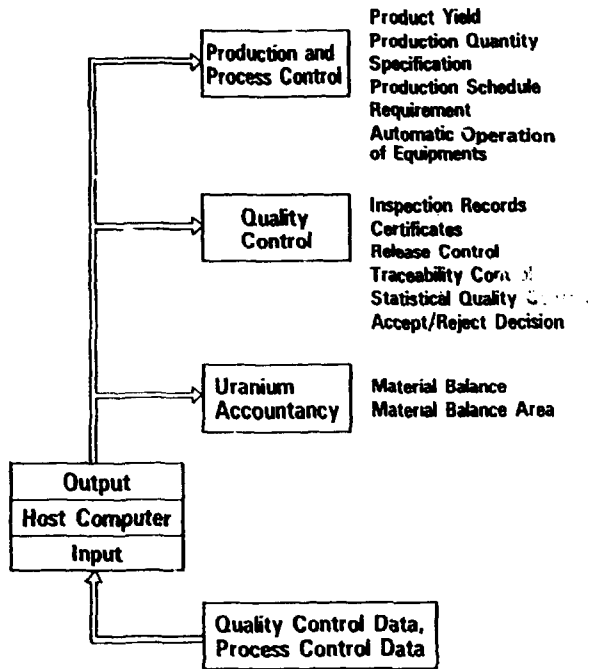 Production and
Process Control
Product Yield
Production Quantity
Specification
Production Schedule
Requirement
Automatic Operation
of Equipments
Quality
Control
Inspection Records
Certificates
Release Control
Traceability
Statistical Quality
Accept/Reject Decision
Uranium
Accountancy
Material Balance
Material Balance Area
Output
Host Computer
Input
Quality Control Data,
Process Control Data